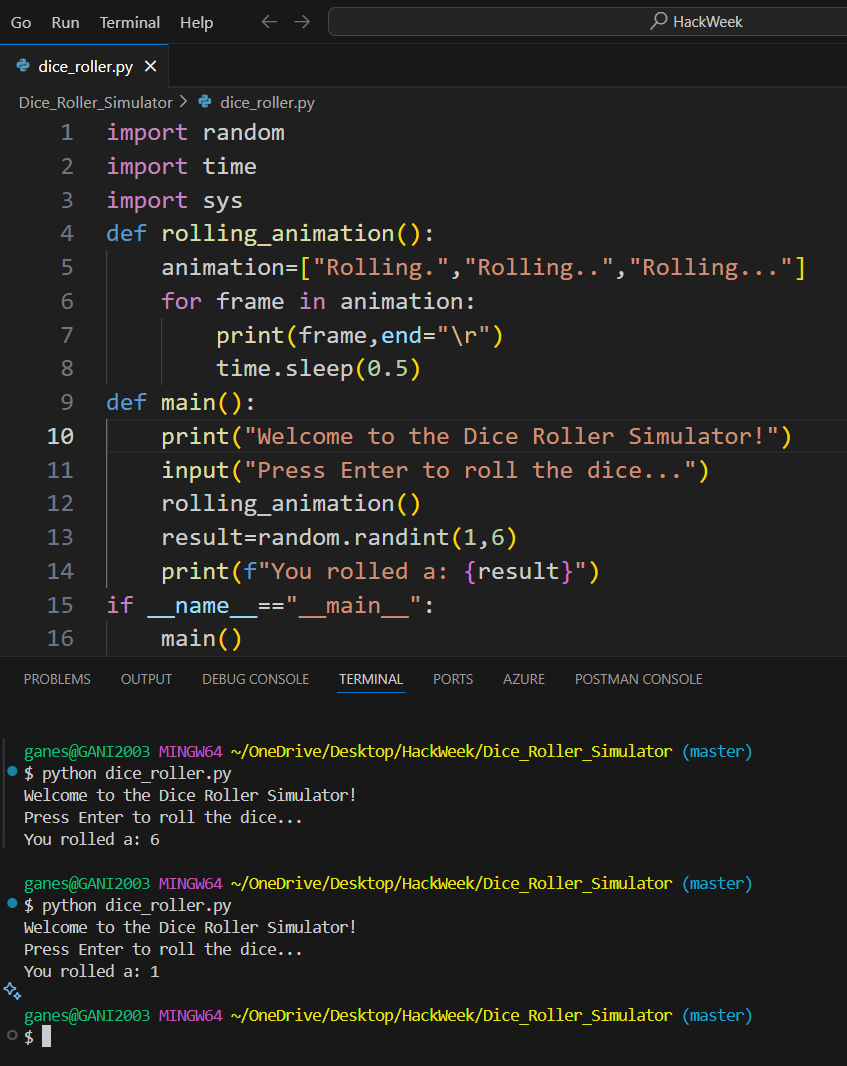 Go Run Terminal Help HackWeek
dice_roller.py
Dice_Roller_Simulator > dice_roller.py
1 import random
2 import time
3 import sys
4 def rolling_animation():
5     animation=["Rolling.","Rolling..","Rolling..."]
6     for frame in animation:
7         print(frame,end="\r")
8         time.sleep(0.5)
9 def main():
10     print("Welcome to the Dice Roller Simulator!")
11     input("Press Enter to roll the dice...")
12     rolling_animation()
13     result=random.randint(1,6)
14     print(f"You rolled a: {result}")
15 if __name__=="__main__":
16     main()
PROBLEMS OUTPUT DEBUG CONSOLE TERMINAL PORTS AZURE POSTMAN CONSOLE
ganes@GANI2003 MINGW64 ~/OneDrive/Desktop/HackWeek/Dice_Roller_Simulator (master)
$ python dice_roller.py
Welcome to the Dice Roller Simulator!
Press Enter to roll the dice...
You rolled a: 6
ganes@GANI2003 MINGW64 ~/OneDrive/Desktop/HackWeek/Dice_Roller_Simulator (master)
$ python dice_roller.py
Welcome to the Dice Roller Simulator!
Press Enter to roll the dice...
You rolled a: 1
ganes@GANI2003 MINGW64 ~/OneDrive/Desktop/HackWeek/Dice_Roller_Simulator (master)
$